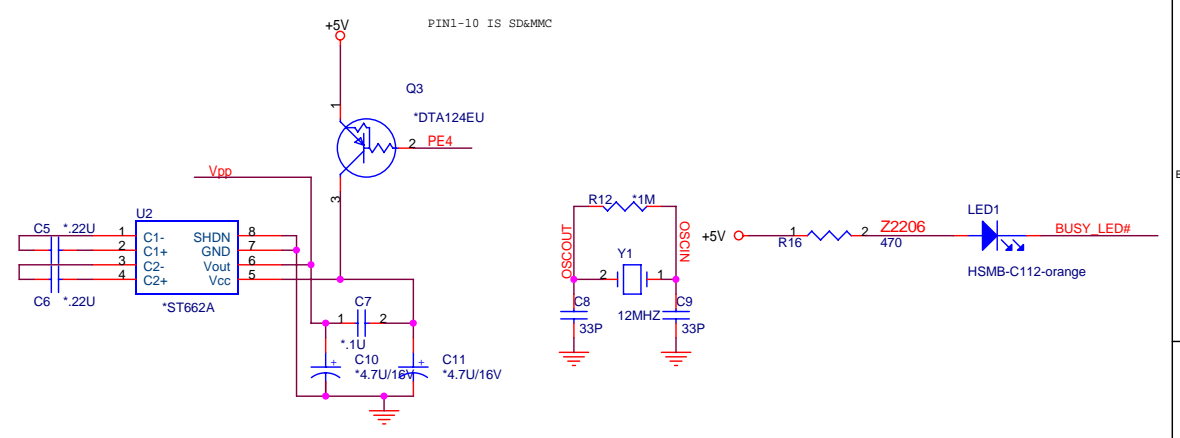 PIN1-10 IS SD&MMC
+5V
Q3
*DTA124EU
1
2
PE4
3
Vpp
U2
C5
*.22U
1
C1-
SHDN
8
2
C1+
GND
7
3
C2-
Vout
6
4
C2+
Vcc
5
C6
*.22U
*ST662A
C7
1
2
*.1U
C10
*4.7U/16V
C11
*4.7U/16V
+
+
R12
*1M
OSCOUT
OSCIN
Y1
2
1
C8
12MHZ
C9
33P
33P
+5V
1
R16
2
Z2206
470
LED1
BUSY_LED#
HSMB-C112-orange